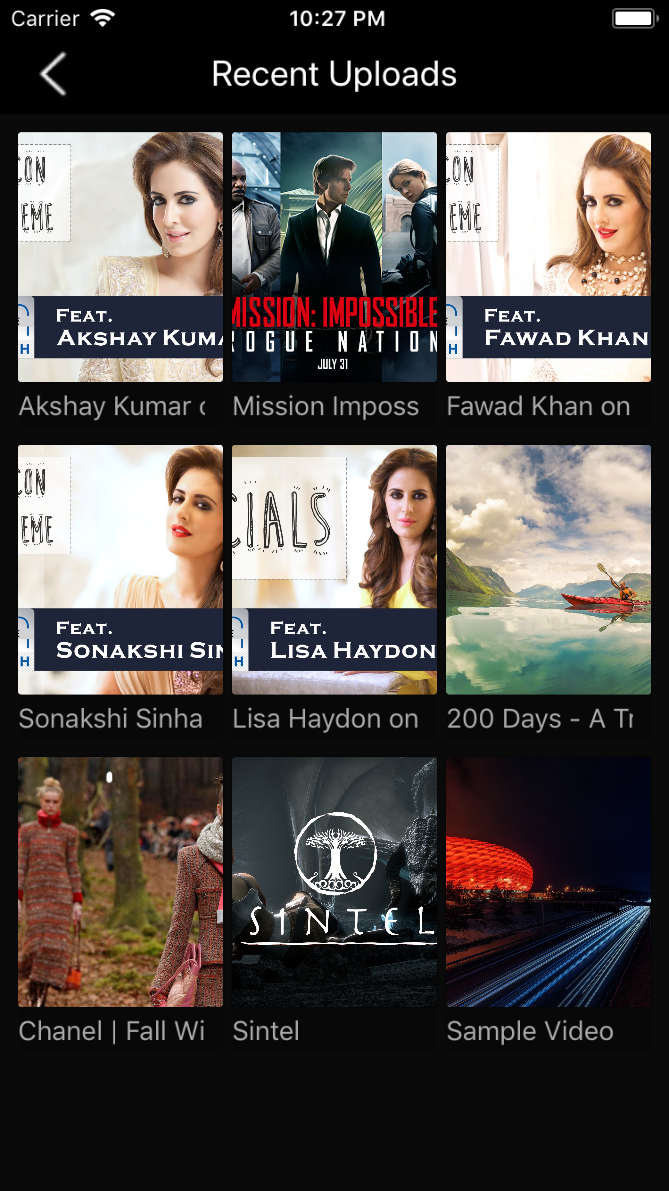 Carrier 10:27 PM
Recent Uploads
CON
EME
FEAT.
AKSHAY KUMA
H
MISSION: IMPOSSIBLE
ROGUE NATION
JULY 31
CON
EME
FEAT.
FAWAD KHAN
H
Akshay Kumar o
Mission Imposs
Fawad Khan on
CON
EME
FEAT.
SONAKSHI SIN
H
CIALS
FEAT.
LISA HAYDON
H
Sonakshi Sinha
Lisa Haydon on
200 Days - A Tr
SINTEL
Chanel | Fall Wi
Sintel
Sample Video